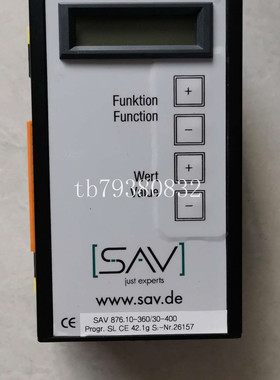 Funktion
Function
+
-
tb79380832
Wert
Value
+
-
[SAV]
just experts
www.sav.de
CE SAV 876.10-360/30-400
Progr. SL CE 42.1g S.-Nr.26157